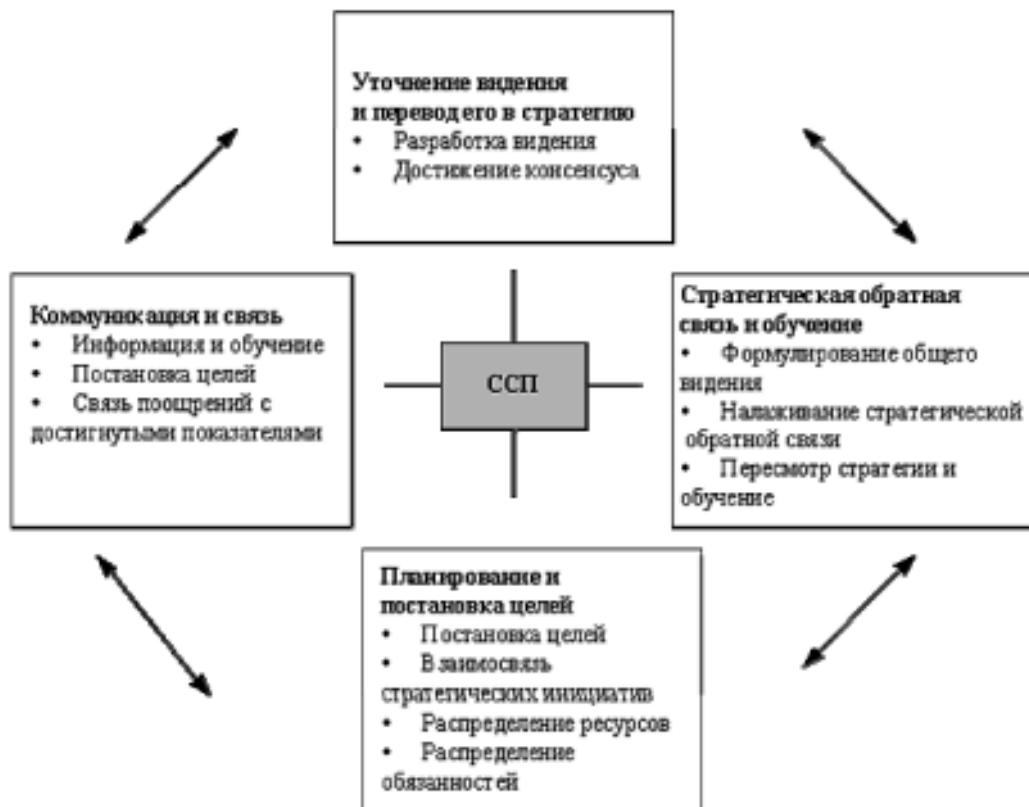 Уточнение видения
и перевод его в стратегию
• Разработка видения
• Достижение консенсуса
Коммуникация и связь
• Информация и обучение
• Постановка целей
• Связь поощрений с
достигнутыми показателями
ССП
Стратегическая обратная
связь и обучение
• Формулирование общего
видения
• Налаживание стратегической
обратной связи
• Пересмотр стратегии и
обучение
Планирование и
постановка целей
• Постановка целей
• Взаимосвязь
стратегических инициатив
• Распределение ресурсов
• Распределение
обязанностей